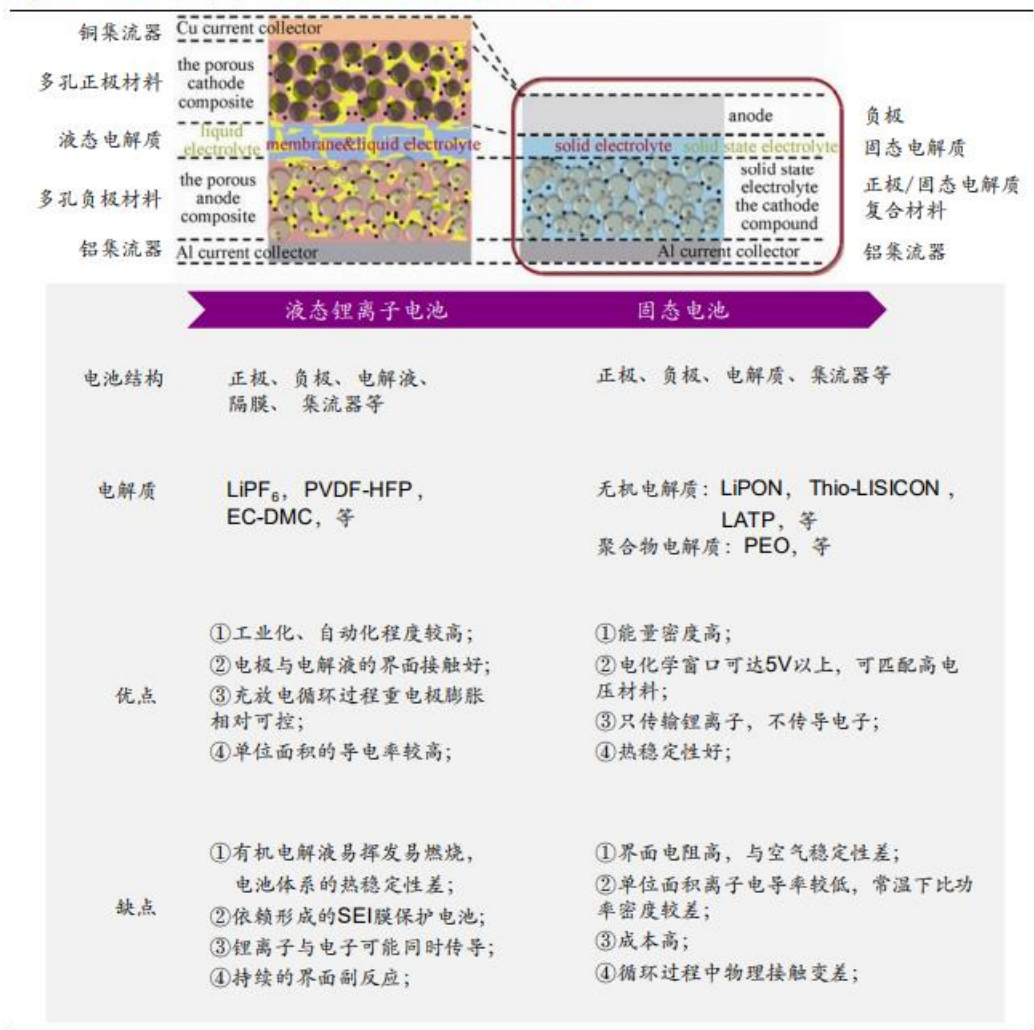 铜集流器
Cu current collector
多孔正极材料
the porous
cathode
composite
液态电解质
liquid
electrolyte
membrane&liquid electrolyte
多孔负极材料
the porous
anode
composite
铝集流器
Al current collector
anode
负极
solid electrolyte
solid state electrolyte
固态电解质
solid state
electrolyte
the cathode
compound
正极/固态电解质
复合材料
Al current collector
铝集流器
液态锂离子电池
固态电池
电池结构
正极、负极、电解液、
隔膜、 集流器等
正极、负极、电解质、集流器等
电解质
LiPF₆, PVDF-HFP,
EC-DMC, 等
无机电解质: LiPON, Thio-LISICON,
LATP, 等
聚合物电解质: PEO, 等
优点
①工业化、自动化程度较高;
②电极与电解液的界面接触好;
③充放电循环过程重电极膨胀
相对可控;
④单位面积的导电率较高;
①能量密度高;
②电化学窗口可达5V以上, 可匹配高电
压材料;
③只传输锂离子, 不传导电子;
④热稳定性好;
缺点
①有机电解液易挥发易燃烧,
电池体系的热稳定性差;
②依赖形成的SEI膜保护电池;
③锂离子与电子可能同时传导;
④持续的界面副反应;
①界面电阻高, 与空气稳定性差;
②单位面积离子电导率较低, 常温下比功
率密度较差;
③成本高;
④循环过程中物理接触变差;